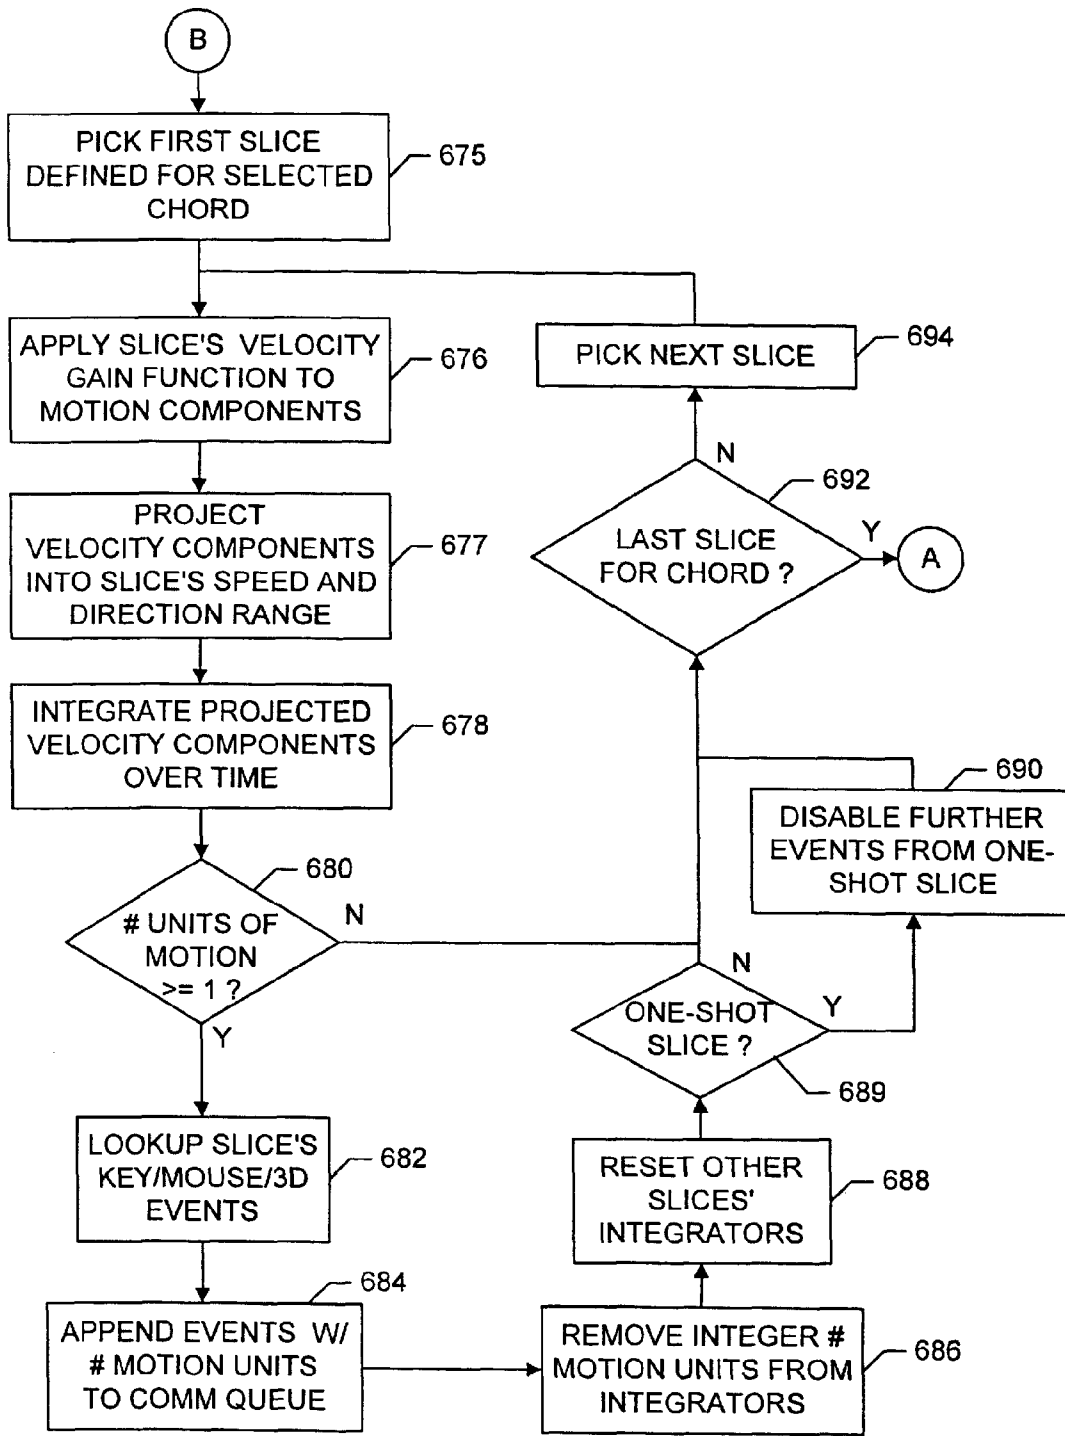 B
PICK FIRST SLICE
DEFINED FOR SELECTED
CHORD
675
APPLY SLICE'S VELOCITY
GAIN FUNCTION TO
MOTION COMPONENTS
676
PROJECT
VELOCITY COMPONENTS
INTO SLICE'S SPEED AND
DIRECTION RANGE
677
INTEGRATE PROJECTED
VELOCITY COMPONENTS
OVER TIME
678
# UNITS OF
MOTION
>= 1 ?
680
N
Y
LOOKUP SLICE'S
KEY/MOUSE/3D
EVENTS
682
APPEND EVENTS W/
# MOTION UNITS
TO COMM QUEUE
684
REMOVE INTEGER #
MOTION UNITS FROM
INTEGRATORS
686
RESET OTHER
SLICES'
INTEGRATORS
688
ONE-SHOT
SLICE ?
689
N
Y
DISABLE FURTHER
EVENTS FROM ONE-
SHOT SLICE
690
LAST SLICE
FOR CHORD ?
692
N
Y
A
PICK NEXT SLICE
694